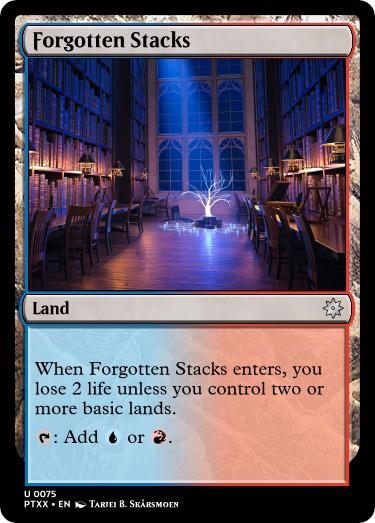 Forgotten Stacks
Land
When Forgotten Stacks enters, you
lose 2 life unless you control two or
more basic lands.
: Add or .
U 0075
PTXX • EN Tarjei B. Skårsmoen